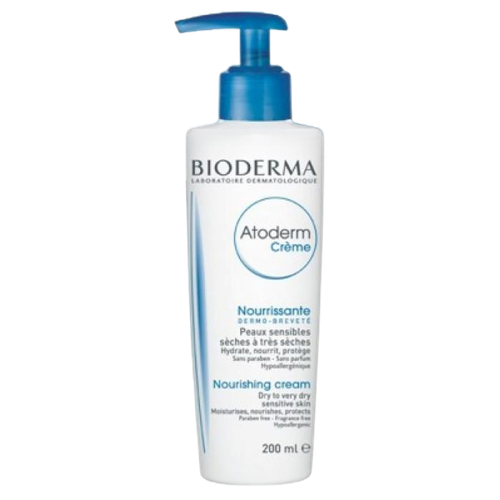 BIODERMA
LABORATOIRE DERMATOLOGIQUE
Atoderm
Crème
Nourrissante
DERMO-BREVETÉ
Peaux sensibles
sèches à très sèches
Hydrate, nourrit, protège
Sans paraben - Sans parfum
Hypoallergénique
Nourishing cream
Dry to very dry
sensitive skin
Moisturises, nourishes, protects
Paraben free - Fragrance free
Hypoallergenic
200 ml ℮